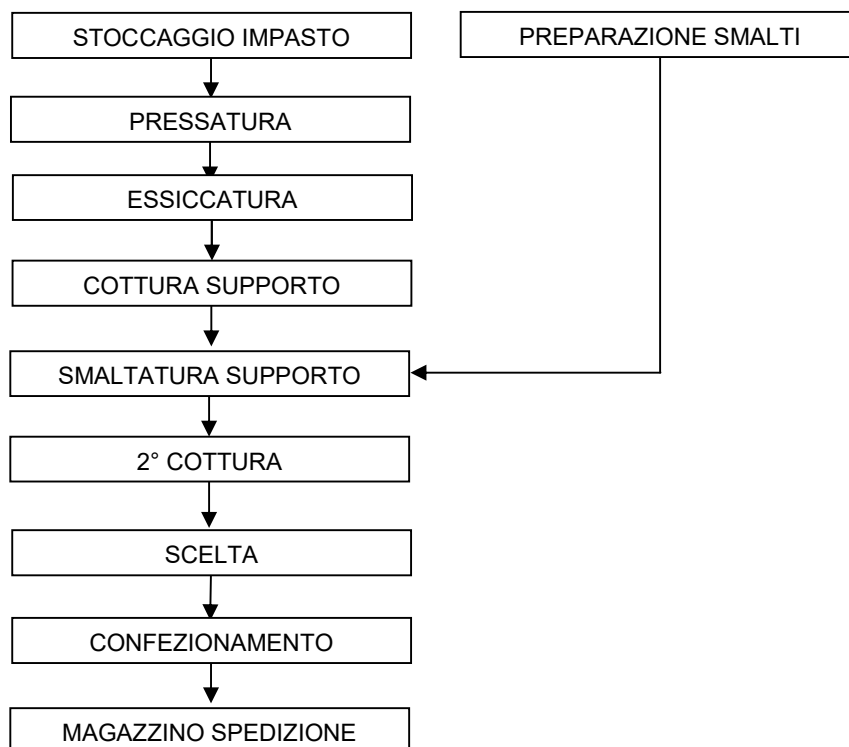 STOCCAGGIO IMPASTO
PREPARAZIONE SMALTI
PRESSATURA
ESSICCATURA
COTTURA SUPPORTO
SMALTATURA SUPPORTO
2° COTTURA
SCELTA
CONFEZIONAMENTO
MAGAZZINO SPEDIZIONE